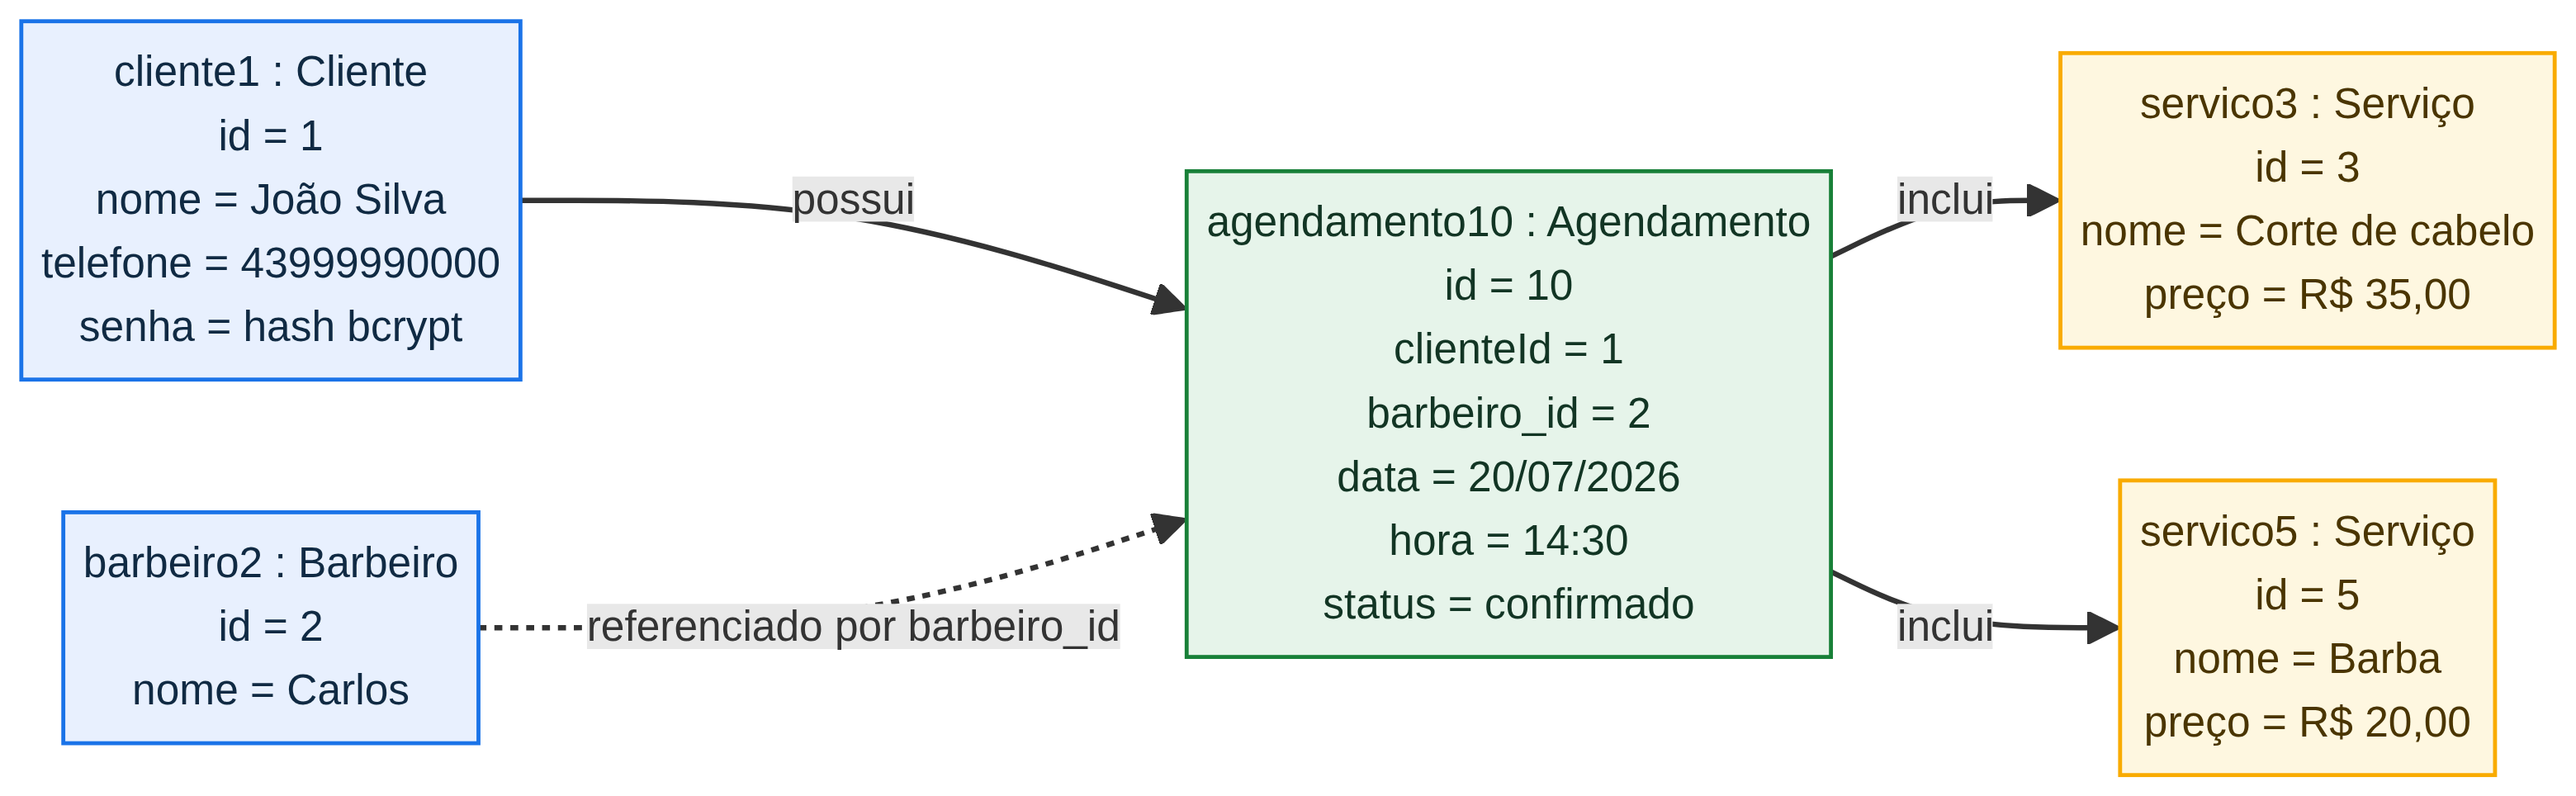 cliente1 : Cliente
id = 1
nome = João Silva
telefone = 43999990000
senha = hash bcrypt
possui
barbeiro2 : Barbeiro
id = 2
nome = Carlos
referenciado por barbeiro_id
agendamento10 : Agendamento
id = 10
clienteId = 1
barbeiro_id = 2
data = 20/07/2026
hora = 14:30
status = confirmado
inclui
servico3 : Serviço
id = 3
nome = Corte de cabelo
preço = R$ 35,00
inclui
servico5 : Serviço
id = 5
nome = Barba
preço = R$ 20,00